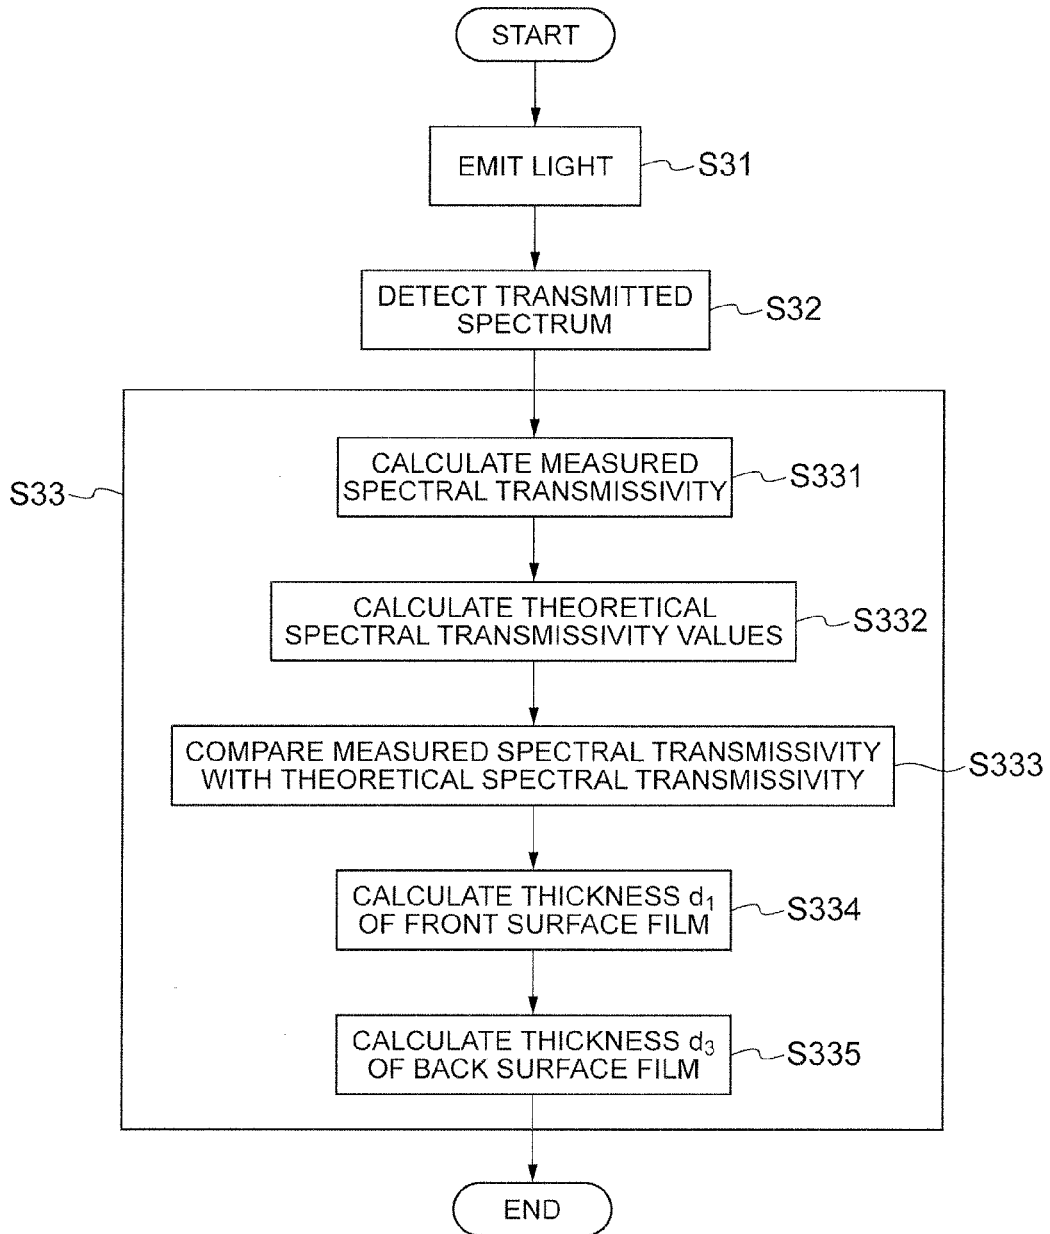 START
EMIT LIGHT
S31
DETECT TRANSMITTED
SPECTRUM
S32
S33
CALCULATE MEASURED
SPECTRAL TRANSMISSIVITY
S331
CALCULATE THEORETICAL
SPECTRAL TRANSMISSIVITY VALUES
S332
COMPARE MEASURED SPECTRAL TRANSMISSIVITY
WITH THEORETICAL SPECTRAL TRANSMISSIVITY
S333
CALCULATE THICKNESS d₁
OF FRONT SURFACE FILM
S334
CALCULATE THICKNESS d₃
OF BACK SURFACE FILM
S335
END